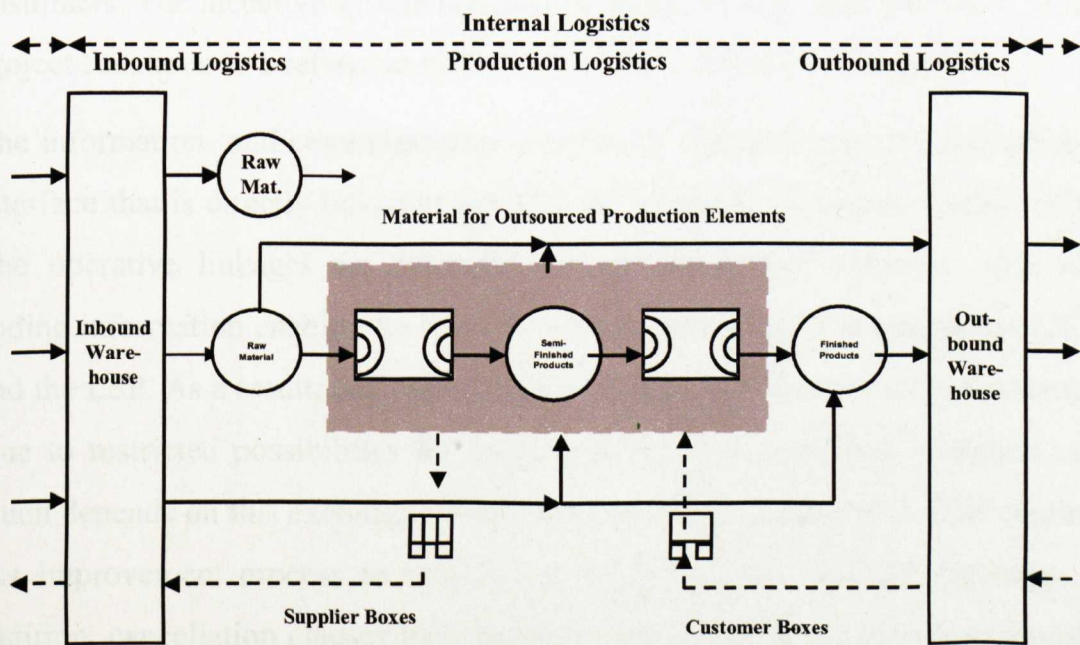 Internal Logistics
Inbound Logistics
Production Logistics
Outbound Logistics
Raw
Mat.
Material for Outsourced Production Elements
Inbound
Ware-
house
Raw
Material
Semi-
Finished
Products
Finished
Products
Out-
bound
Ware-
house
Supplier Boxes
Customer Boxes